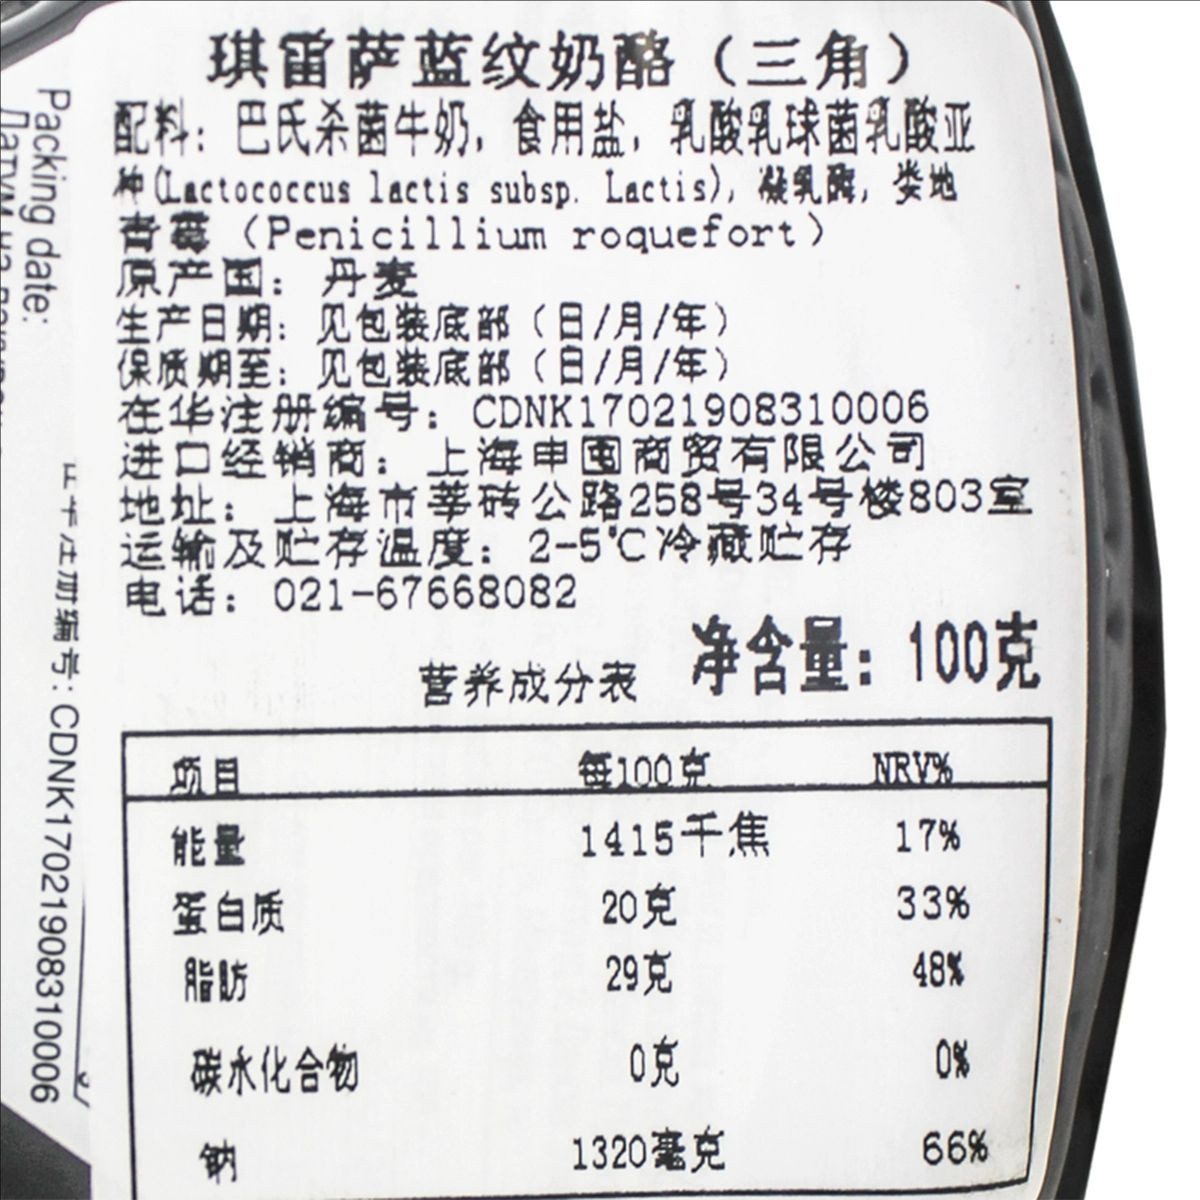 琪雷萨蓝纹奶酪（三角）
配料：巴氏杀菌牛奶，食用盐，乳酸乳球菌乳酸亚
种(Lactococcus lactis subsp. Lactis)，凝乳酶，娄地
青霉（Penicillium roqueforti）
原产国：丹麦
生产日期：见包装底部（日/月/年）
保质期至：见包装底部（日/月/年）
在华注册编号：CDNK17021908310006
进口经销商：上海申围商贸有限公司
地址：上海市莘砖公路258号34号楼803室
运输及贮存温度：2-5℃冷藏贮存
电话：021-67668082
净含量：100克
营养成分表
项目 每100克 NRV%
能量 1415千焦 17%
蛋白质 20克 33%
脂肪 29克 48%
碳水化合物 0克 0%
钠 1320毫克 66%
Packing date:
注册编号：CDNK17021908310006